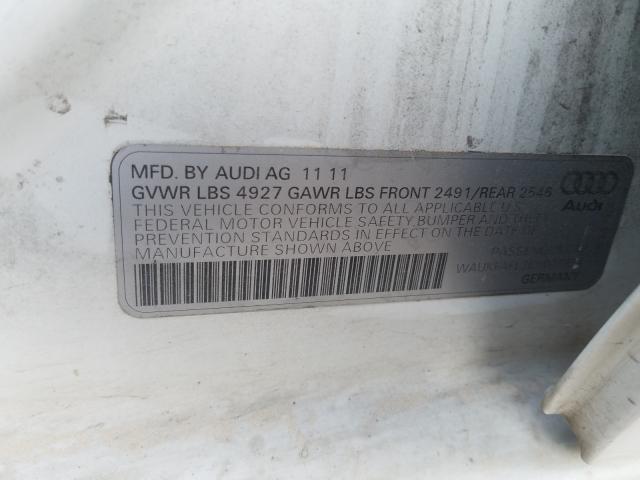 MFD. BY AUDI AG 11 11
GVWR LBS 4927 GAWR LBS FRONT 2491/REAR 2546
THIS VEHICLE CONFORMS TO ALL APPLICABLE U.S.
FEDERAL MOTOR VEHICLE SAFETY BUMPER AND THEFT
PREVENTION STANDARDS IN EFFECT ON THE DATE OF
MANUFACTURE SHOWN ABOVE
Audi
GERMANY